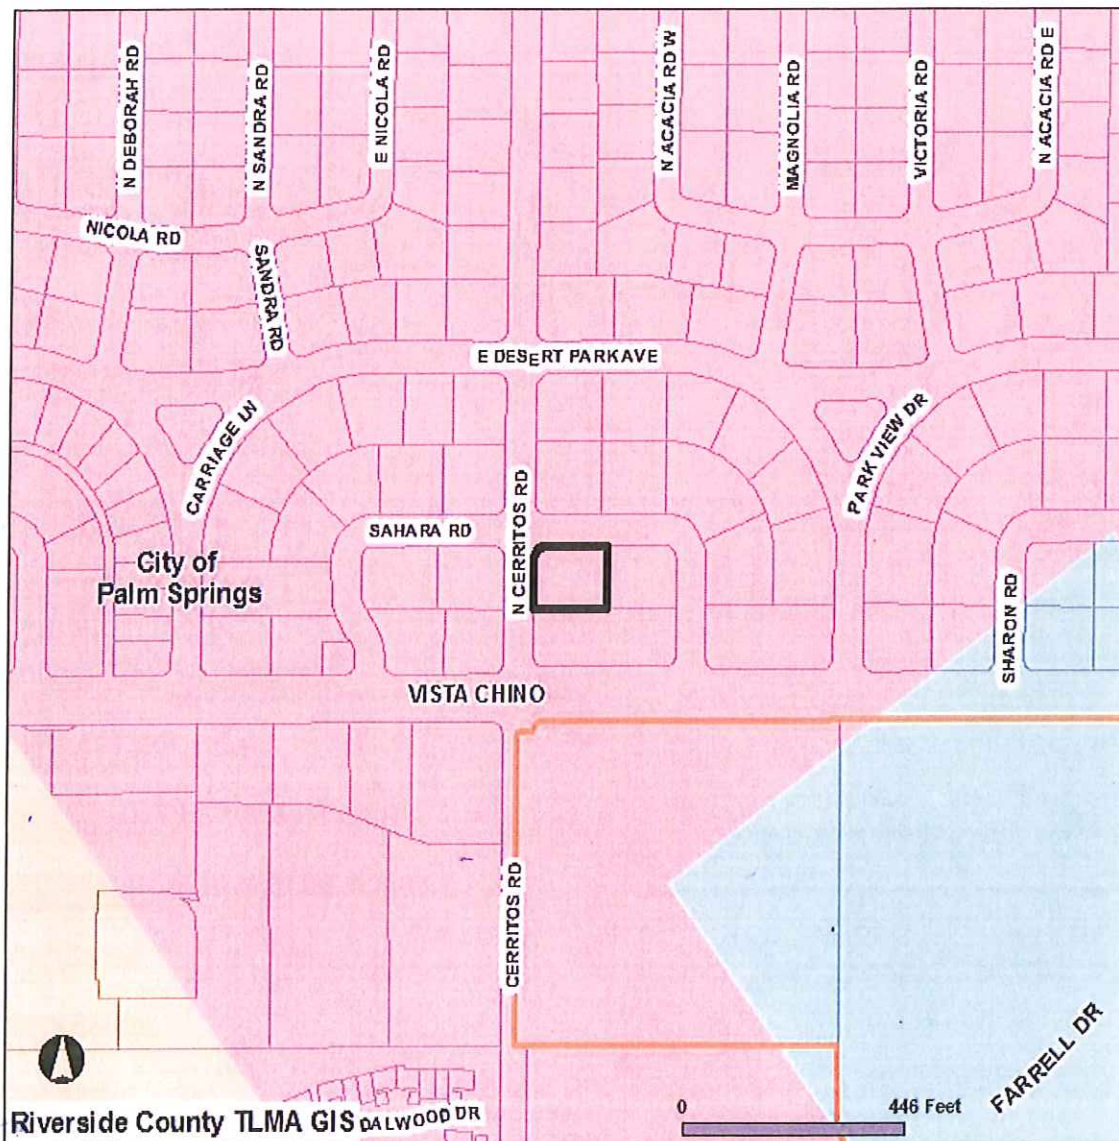 N DEBORAH RD
N SANDRA RD
E NICOLA RD
N ACACIA RD W
MAGNOLIA RD
VICTORIA RD
N ACACIA RD E
NICOLA RD
SANDRA RD
E DESERT PARKAVE
CARRIAGE LN
PARK VIEW DR
N CERRITOS RD
SAHARA RD
City of
Palm Springs
SHARON RD
VISTA CHINO
CERRITOS RD
FARRELL DR
Riverside County TLMA GIS
DALWOOD DR
0 446 Feet